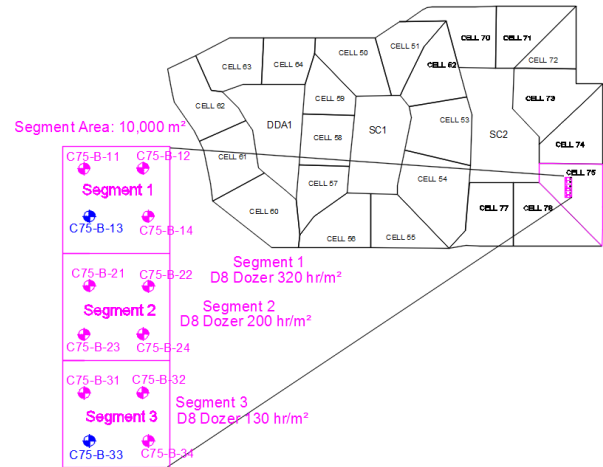 CELL 70 CELL 71
CELL 63 CELL 64 CELL 50 CELL 51 CELL 62 CELL 72
CELL 62 CELL 59 CELL 73
DDA1 SC1 CELL 53 SC2
CELL 58 CELL 74
CELL 61 CELL 57 CELL 54 CELL 75
CELL 60 CELL 56 CELL 55 CELL 77 CELL 76
Segment Area: 10,000 m²
C75-B-11 C75-B-12
Segment 1
C75-B-13 C75-B-14
C75-B-21 C75-B-22
Segment 2
C75-B-23 C75-B-24
C75-B-31 C75-B-32
Segment 3
C75-B-33 C75-B-34
Segment 1
D8 Dozer 320 hr/m²
Segment 2
D8 Dozer 200 hr/m²
Segment 3
D8 Dozer 130 hr/m²